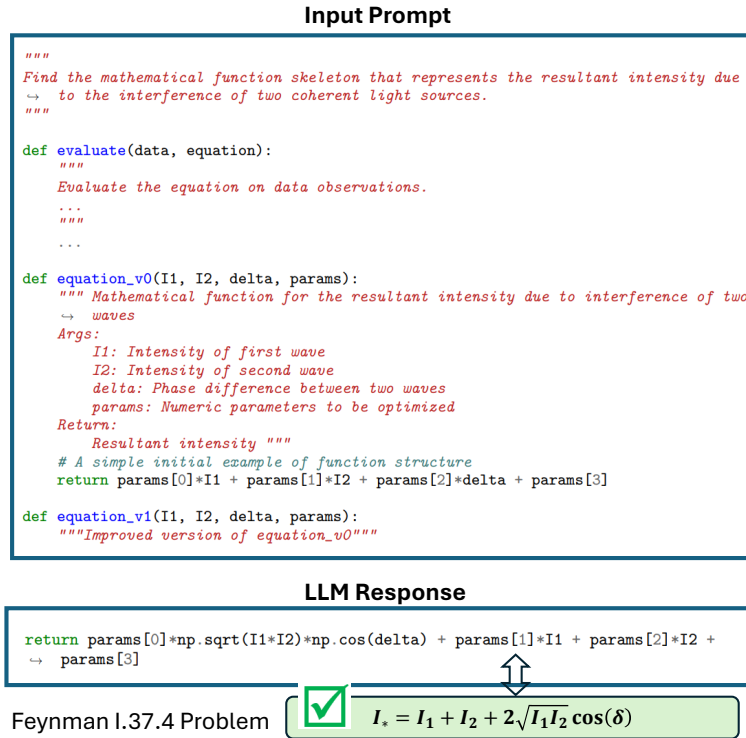 Input Prompt
"""
Find the mathematical function skeleton that represents the resultant intensity due
↪ to the interference of two coherent light sources.
"""
def evaluate(data, equation):
    """
    Evaluate the equation on data observations.
    ...
    """
    ...
def equation_v0(I1, I2, delta, params):
    """ Mathematical function for the resultant intensity due to interference of two
    ↪ waves
    Args:
        I1: Intensity of first wave
        I2: Intensity of second wave
        delta: Phase difference between two waves
        params: Numeric parameters to be optimized
    Return:
        Resultant intensity """
    # A simple initial example of function structure
    return params[0]*I1 + params[1]*I2 + params[2]*delta + params[3]
def equation_v1(I1, I2, delta, params):
    """Improved version of equation_v0"""
LLM Response
return params[0]*np.sqrt(I1*I2)*np.cos(delta) + params[1]*I1 + params[2]*I2 +
↪ params[3]
Feynman I.37.4 Problem
I* = I₁ + I₂ + 2√(I₁I₂) cos(δ)